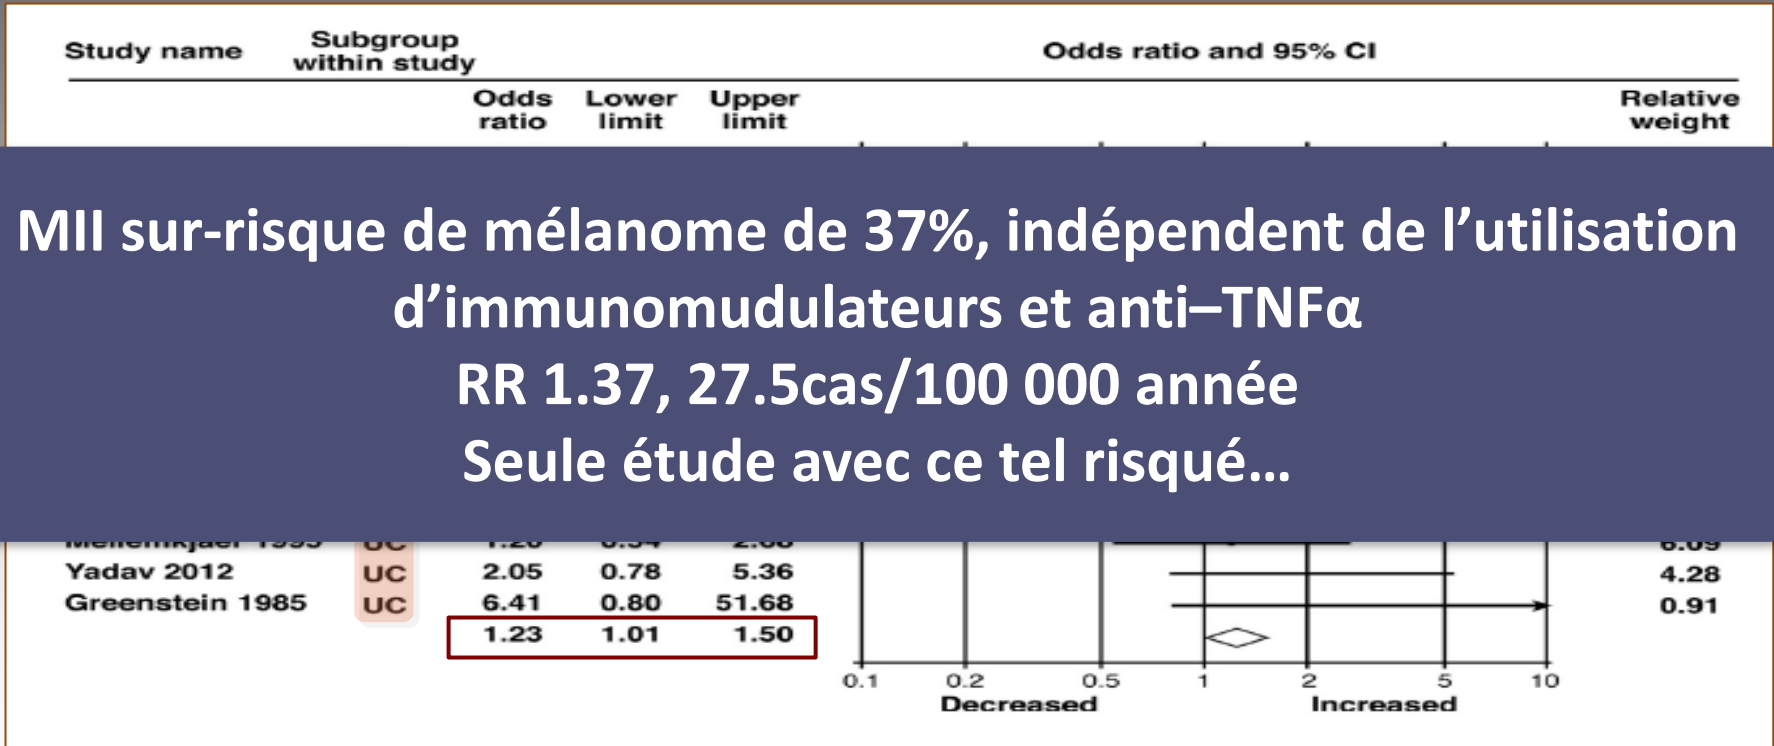 Study name
Subgroup
within study
Odds ratio and 95% CI
Odds ratio
Lower limit
Upper limit
Relative weight
MII sur-risque de mélanome de 37%, indépendent de l’utilisation
d’immunomudulateurs et anti–TNFα
RR 1.37, 27.5cas/100 000 année
Seule étude avec ce tel risqué…
UC
Yadav 2012 UC 2.05 0.78 5.36 4.28
Greenstein 1985 UC 6.41 0.80 51.68 0.91
1.23 1.01 1.50
0.1 0.2 0.5 1 2 5 10
Decreased Increased